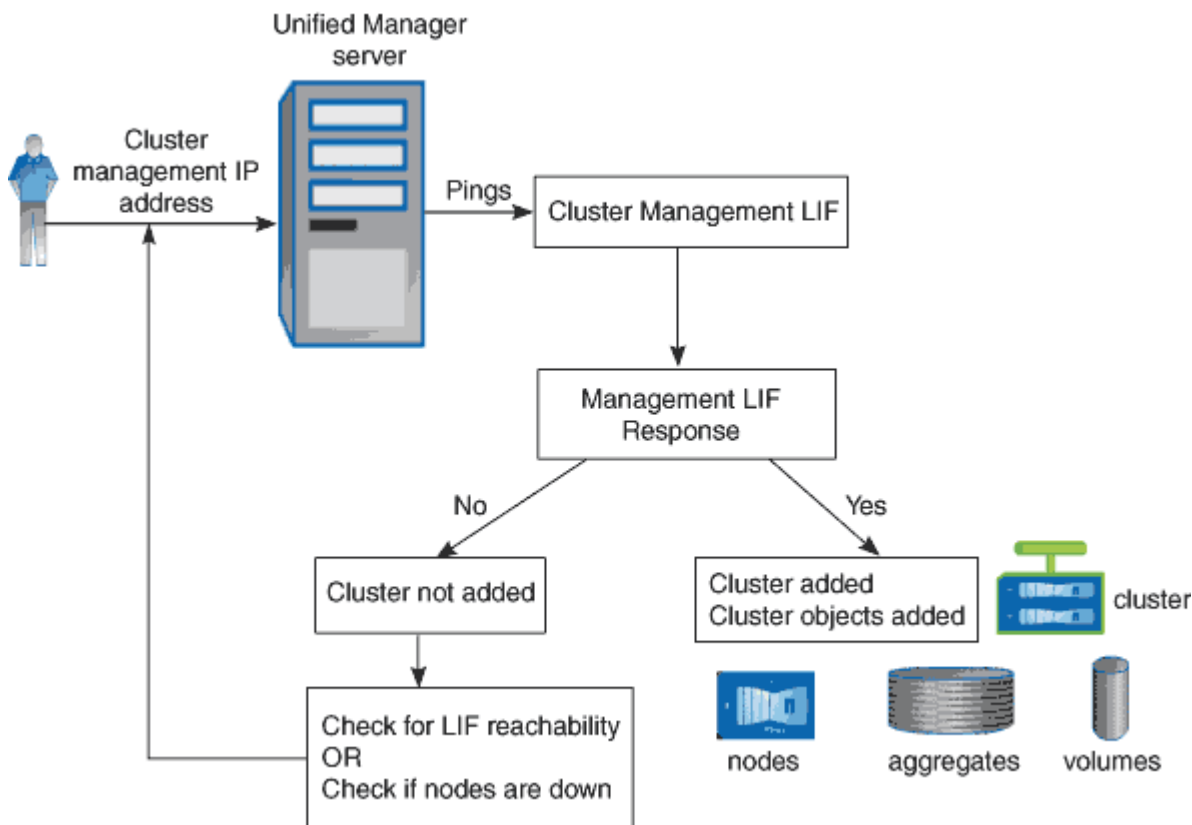 Unified Manager
server
Cluster
management IP
address
Pings
Cluster Management LIF
Management LIF
Response
No
Yes
Cluster not added
Cluster added
Cluster objects added
cluster
Check for LIF reachability
OR
Check if nodes are down
nodes
aggregates
volumes